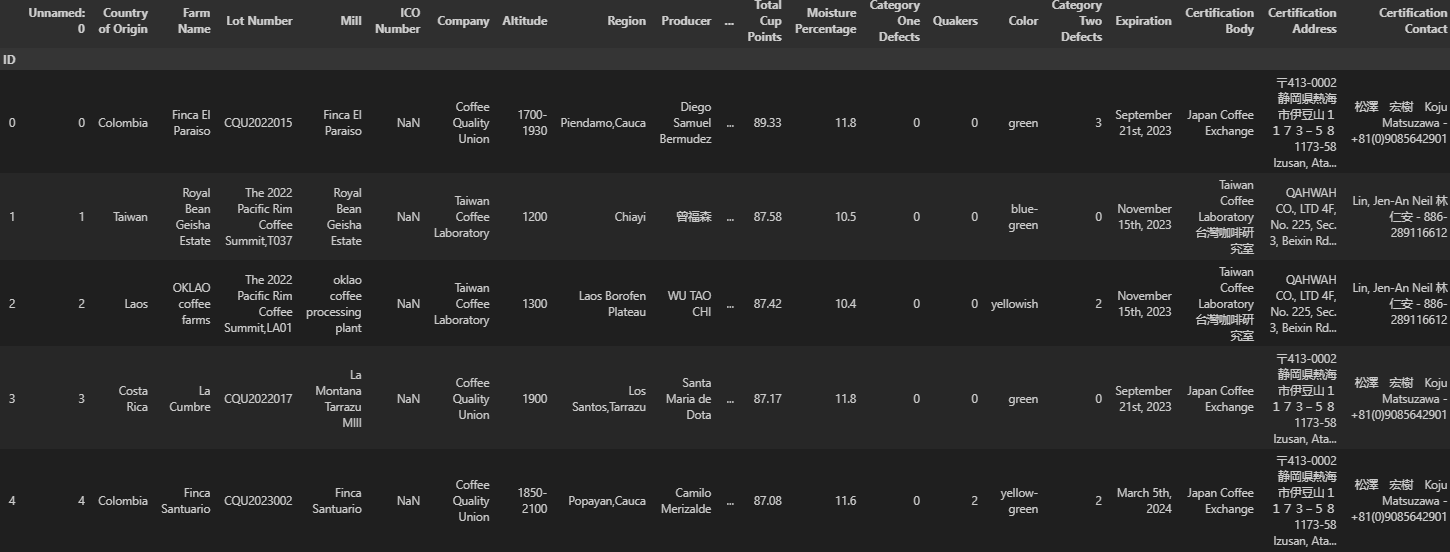 Unnamed:
0
Country
of Origin
Farm
Name
Lot Number
Mill
ICO
Number
Company
Altitude
Region
Producer
...
Total
Cup
Points
Moisture
Percentage
Category
One
Defects
Quakers
Color
Category
Two
Defects
Expiration
Certification
Body
Certification
Address
Certification
Contact
ID
0
0
Colombia
Finca El
Paraiso
CQU2022015
Finca El
Paraiso
NaN
Coffee
Quality
Union
1700-
1930
Piendamo,Cauca
Diego
Samuel
Bermudez
...
89.33
11.8
0
0
green
3
September
21st, 2023
Japan Coffee
Exchange
〒413-0002
静岡県熱海
市伊豆山１
１７３−５８
1173-58
Izusan, Ata...
松澤　宏樹　Koju
Matsuzawa -
+81(0)9085642901
1
1
Taiwan
Royal
Bean
Geisha
Estate
The 2022
Pacific Rim
Coffee
Summit,T037
Royal
Bean
Geisha
Estate
NaN
Taiwan
Coffee
Laboratory
1200
Chiayi
曾福森
...
87.58
10.5
0
0
blue-
green
0
November
15th, 2023
Taiwan
Coffee
Laboratory
台灣咖啡研
究室
QAHWAH
CO., LTD 4F,
No. 225, Sec.
3, Beixin Rd...
Lin, Jen-An Neil 林
仁安 - 886-
289116612
2
2
Laos
OKLAO
coffee
farms
The 2022
Pacific Rim
Coffee
Summit,LA01
oklao
coffee
processing
plant
NaN
Taiwan
Coffee
Laboratory
1300
Laos Borofen
Plateau
WU TAO
CHI
...
87.42
10.4
0
0
yellowish
2
November
15th, 2023
Taiwan
Coffee
Laboratory
台灣咖啡研
究室
QAHWAH
CO., LTD 4F,
No. 225, Sec.
3, Beixin Rd...
Lin, Jen-An Neil 林
仁安 - 886-
289116612
3
3
Costa
Rica
La
Cumbre
CQU2022017
La
Montana
Tarrazu
MIll
NaN
Coffee
Quality
Union
1900
Los
Santos,Tarrazu
Santa
Maria de
Dota
...
87.17
11.8
0
0
green
0
September
21st, 2023
Japan Coffee
Exchange
〒413-0002
静岡県熱海
市伊豆山１
１７３−５８
1173-58
Izusan, Ata...
松澤　宏樹　Koju
Matsuzawa -
+81(0)9085642901
4
4
Colombia
Finca
Santuario
CQU2023002
Finca
Santuario
NaN
Coffee
Quality
Union
1850-
2100
Popayan,Cauca
Camilo
Merizalde
...
87.08
11.6
0
2
yellow-
green
2
March 5th,
2024
Japan Coffee
Exchange
〒413-0002
静岡県熱海
市伊豆山１
１７３−５８
1173-58
Izusan, Ata...
松澤　宏樹　Koju
Matsuzawa -
+81(0)9085642901